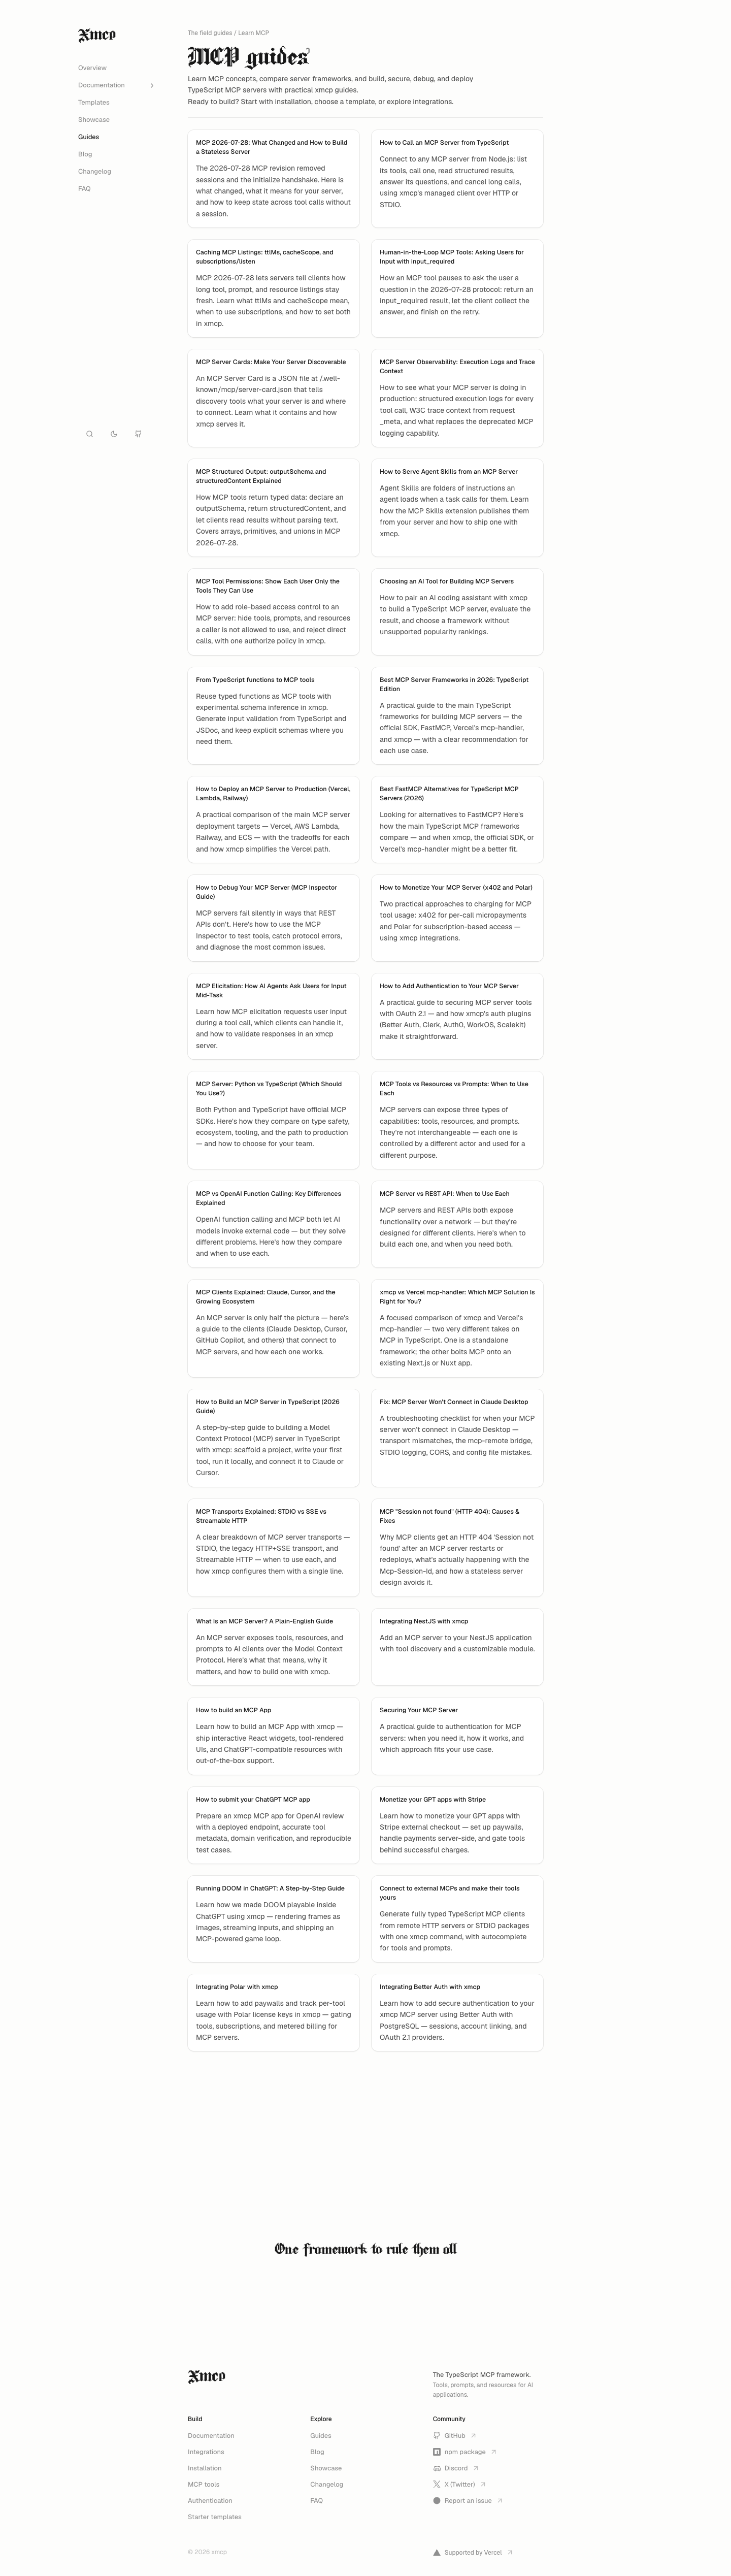 Xmcp
Overview
Documentation
Templates
Showcase
Guides
Blog
Changelog
FAQ
The field guides / Learn MCP
MCP guides
Learn MCP concepts, compare server frameworks, and build, secure, debug, and deploy
TypeScript MCP servers with practical xmcp guides.
Ready to build? Start with installation, choose a template, or explore integrations.
MCP 2026-07-28: What Changed and How to Build
a Stateless Server
The 2026-07-28 MCP revision removed
sessions and the initialize handshake. Here is
what changed, what it means for your server,
and how to keep state across tool calls without
a session.
How to Call an MCP Server from TypeScript
Connect to any MCP server from Node.js: list
its tools, call one, read structured results,
answer its questions, and cancel long calls,
using xmcp's managed client over HTTP or
STDIO.
Caching MCP Listings: ttlMs, cacheScope, and
subscriptions/listen
MCP 2026-07-28 lets servers tell clients how
long tool, prompt, and resource listings stay
fresh. Learn what ttlMs and cacheScope mean,
when to use subscriptions, and how to set both
in xmcp.
Human-in-the-Loop MCP Tools: Asking Users for
Input with input_required
How an MCP tool pauses to ask the user a
question in the 2026-07-28 protocol: return an
input_required result, let the client collect the
answer, and finish on the retry.
MCP Server Cards: Make Your Server Discoverable
An MCP Server Card is a JSON file at /.well-
known/mcp/server-card.json that tells
discovery tools what your server is and where
to connect. Learn what it contains and how
xmcp serves it.
MCP Server Observability: Execution Logs and Trace
Context
How to see what your MCP server is doing in
production: structured execution logs for every
tool call, W3C trace context from request
_meta, and what replaces the deprecated MCP
logging capability.
MCP Structured Output: outputSchema and
structuredContent Explained
How MCP tools return typed data: declare an
outputSchema, return structuredContent, and
let clients read results without parsing text.
Covers arrays, primitives, and unions in MCP
2026-07-28.
How to Serve Agent Skills from an MCP Server
Agent Skills are folders of instructions an
agent loads when a task calls for them. Learn
how the MCP Skills extension publishes them
from your server and how to ship one with
xmcp.
MCP Tool Permissions: Show Each User Only the
Tools They Can Use
How to add role-based access control to an
MCP server: hide tools, prompts, and resources
a caller is not allowed to use, and reject direct
calls, with one authorize policy in xmcp.
Choosing an AI Tool for Building MCP Servers
How to pair an AI coding assistant with xmcp
to build a TypeScript MCP server, evaluate the
result, and choose a framework without
unsupported popularity rankings.
From TypeScript functions to MCP tools
Reuse typed functions as MCP tools with
experimental schema inference in xmcp.
Generate input validation from TypeScript and
JSDoc, and keep explicit schemas where you
need them.
Best MCP Server Frameworks in 2026: TypeScript
Edition
A practical guide to the main TypeScript
frameworks for building MCP servers — the
official SDK, FastMCP, Vercel's mcp-handler,
and xmcp — with a clear recommendation for
each use case.
How to Deploy an MCP Server to Production (Vercel,
Lambda, Railway)
A practical comparison of the main MCP server
deployment targets — Vercel, AWS Lambda,
Railway, and ECS — with the tradeoffs for each
and how xmcp simplifies the Vercel path.
Best FastMCP Alternatives for TypeScript MCP
Servers (2026)
Looking for alternatives to FastMCP? Here's
how the main TypeScript MCP frameworks
compare — and when xmcp, the official SDK, or
Vercel's mcp-handler might be a better fit.
How to Debug Your MCP Server (MCP Inspector
Guide)
MCP servers fail silently in ways that REST
APIs don't. Here's how to use the MCP
Inspector to test tools, catch protocol errors,
and diagnose the most common issues.
How to Monetize Your MCP Server (x402 and Polar)
Two practical approaches to charging for MCP
tool usage: x402 for per-call micropayments
and Polar for subscription-based access —
using xmcp integrations.
MCP Elicitation: How AI Agents Ask Users for Input
Mid-Task
Learn how MCP elicitation requests user input
during a tool call, which clients can handle it,
and how to validate responses in an xmcp
server.
How to Add Authentication to Your MCP Server
A practical guide to securing MCP server tools
with OAuth 2.1 — and how xmcp's auth plugins
(Better Auth, Clerk, Auth0, WorkOS, Scalekit)
make it straightforward.
MCP Server: Python vs TypeScript (Which Should
You Use?)
Both Python and TypeScript have official MCP
SDKs. Here's how they compare on type safety,
ecosystem, tooling, and the path to production
— and how to choose for your team.
MCP Tools vs Resources vs Prompts: When to Use
Each
MCP servers can expose three types of
capabilities: tools, resources, and prompts.
They're not interchangeable — each one is
controlled by a different actor and used for a
different purpose.
MCP vs OpenAI Function Calling: Key Differences
Explained
OpenAI function calling and MCP both let AI
models invoke external code — but they solve
different problems. Here's how they compare
and when to use each.
MCP Server vs REST API: When to Use Each
MCP servers and REST APIs both expose
functionality over a network — but they're
designed for different clients. Here's when to
build each one, and when you need both.
MCP Clients Explained: Claude, Cursor, and the
Growing Ecosystem
An MCP server is only half the picture — here's
a guide to the clients (Claude Desktop, Cursor,
GitHub Copilot, and others) that connect to
MCP servers, and how each one works.
xmcp vs Vercel mcp-handler: Which MCP Solution Is
Right for You?
A focused comparison of xmcp and Vercel's
mcp-handler — two very different takes on
MCP in TypeScript. One is a standalone
framework; the other bolts MCP onto an
existing Next.js or Nuxt app.
How to Build an MCP Server in TypeScript (2026
Guide)
A step-by-step guide to building a Model
Context Protocol (MCP) server in TypeScript
with xmcp: scaffold a project, write your first
tool, run it locally, and connect it to Claude or
Cursor.
Fix: MCP Server Won't Connect in Claude Desktop
A troubleshooting checklist for when your MCP
server won't connect in Claude Desktop —
transport mismatches, the mcp-remote bridge,
STDIO logging, CORS, and config file mistakes.
MCP Transports Explained: STDIO vs SSE vs
Streamable HTTP
A clear breakdown of MCP server transports —
STDIO, the legacy HTTP+SSE transport, and
Streamable HTTP — when to use each, and
how xmcp configures them with a single line.
MCP "Session not found" (HTTP 404): Causes &
Fixes
Why MCP clients get an HTTP 404 'Session not
found' after an MCP server restarts or
redeploys, what's actually happening with the
Mcp-Session-Id, and how a stateless server
design avoids it.
What Is an MCP Server? A Plain-English Guide
An MCP server exposes tools, resources, and
prompts to AI clients over the Model Context
Protocol. Here's what that means, why it
matters, and how to build one with xmcp.
Integrating NestJS with xmcp
Add an MCP server to your NestJS application
with tool discovery and a customizable module.
How to build an MCP App
Learn how to build an MCP App with xmcp —
ship interactive React widgets, tool-rendered
UIs, and ChatGPT-compatible resources with
out-of-the-box support.
Securing Your MCP Server
A practical guide to authentication for MCP
servers: when you need it, how it works, and
which approach fits your use case.
How to submit your ChatGPT MCP app
Prepare an xmcp MCP app for OpenAI review
with a deployed endpoint, accurate tool
metadata, domain verification, and reproducible
test cases.
Monetize your GPT apps with Stripe
Learn how to monetize your GPT apps with
Stripe external checkout — set up paywalls,
handle payments server-side, and gate tools
behind successful charges.
Running DOOM in ChatGPT: A Step-by-Step Guide
Learn how we made DOOM playable inside
ChatGPT using xmcp — rendering frames as
images, streaming inputs, and shipping an
MCP-powered game loop.
Connect to external MCPs and make their tools
yours
Generate fully typed TypeScript MCP clients
from remote HTTP servers or STDIO packages
with one xmcp command, with autocomplete
for tools and prompts.
Integrating Polar with xmcp
Learn how to add paywalls and track per-tool
usage with Polar license keys in xmcp — gating
tools, subscriptions, and metered billing for
MCP servers.
Integrating Better Auth with xmcp
Learn how to add secure authentication to your
xmcp MCP server using Better Auth with
PostgreSQL — sessions, account linking, and
OAuth 2.1 providers.
One framework to rule them all
Xmcp
The TypeScript MCP framework.
Tools, prompts, and resources for AI
applications.
Build
Documentation
Integrations
Installation
MCP tools
Authentication
Starter templates
Explore
Guides
Blog
Showcase
Changelog
FAQ
Community
GitHub
npm package
Discord
X (Twitter)
Report an issue
© 2026 xmcp
Supported by Vercel